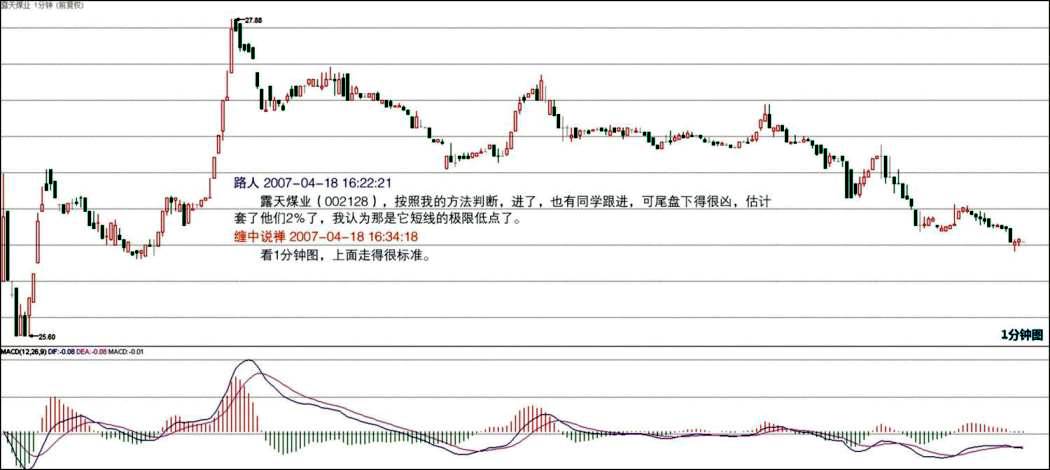 露天煤业 1分钟 (前复权)
27.88
路人 2007-04-18 16:22:21
露天煤业（002128），按照我的方法判断，进了，也有同学跟进，可尾盘下得很凶，估计
套了他们2%了，我认为那是它短线的极限低点了。
缠中说禅 2007-04-18 16:34:18
看1分钟图，上面走得很标准。
25.60
1分钟图
MACD(12,26,9) DIF:-0.08 DEA:-0.08 MACD:-0.01